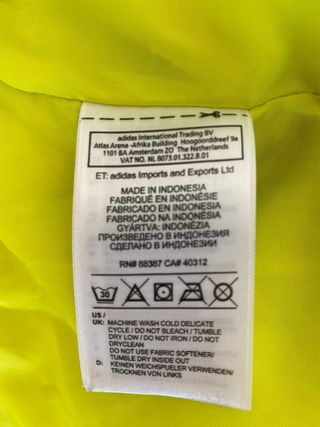 adidas International Trading BV
Atlas Arena -Afrika Building Hoogoorddreef 9a
1101 BA Amsterdam ZO The Netherlands
VAT NO. NL 8073.01.322.B.01
ET: adidas Imports and Exports Ltd
MADE IN INDONESIA
FABRIQUÉ EN INDONÉSIE
FABRICADO EN INDONESIA
FABRICADO NA INDONÉSIA
GYÁRTVA: INDONÉZIA
ПРОИЗВЕДЕНО В ИНДОНЕЗИЯ
СДЕЛАНО В ИНДОНЕЗИИ
RN# 88387 CA# 40312
30
US /
UK: MACHINE WASH COLD DELICATE
CYCLE / DO NOT BLEACH / TUMBLE
DRY LOW / DO NOT IRON / DO NOT
DRYCLEAN
DO NOT USE FABRIC SOFTENER/
TUMBLE DRY INSIDE OUT
D: KEINEN WEICHSPUELER VERWENDEN/
TROCKNEN VON LINKS